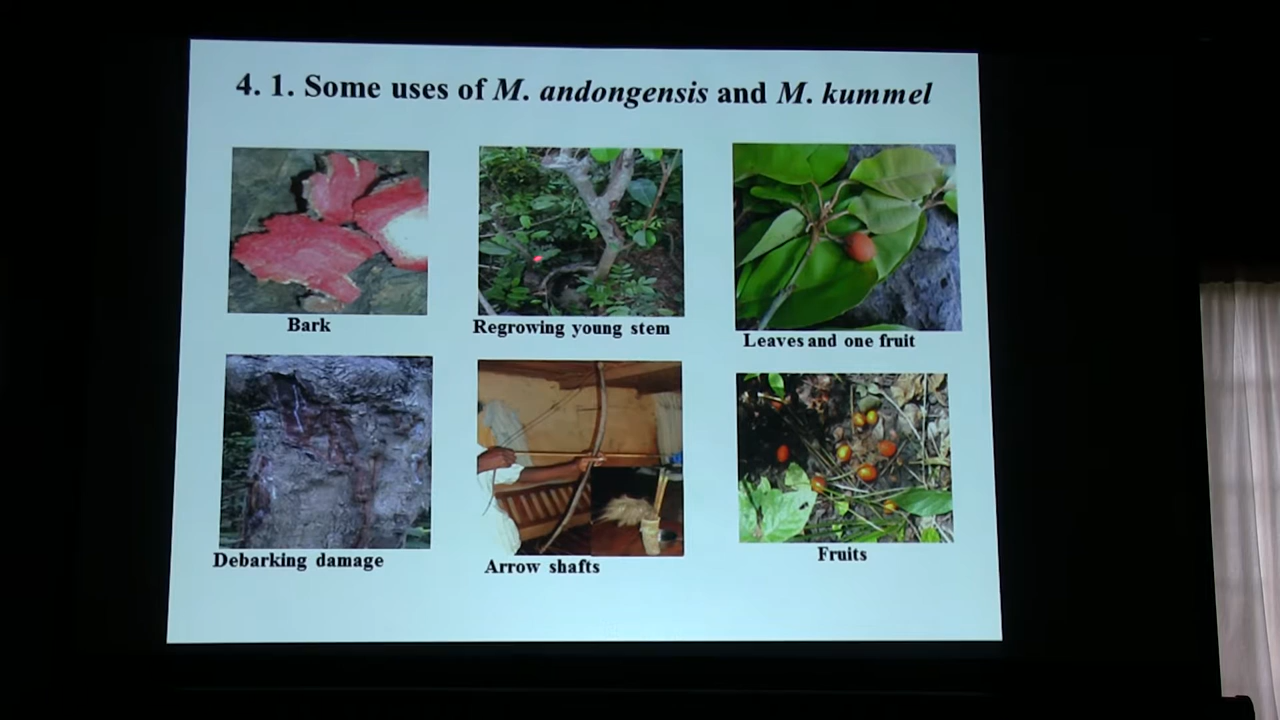 4. 1. Some uses of M. andongensis and M. kummel
Bark
Regrowing young stem
Leaves and one fruit
Debarking damage
Arrow shafts
Fruits